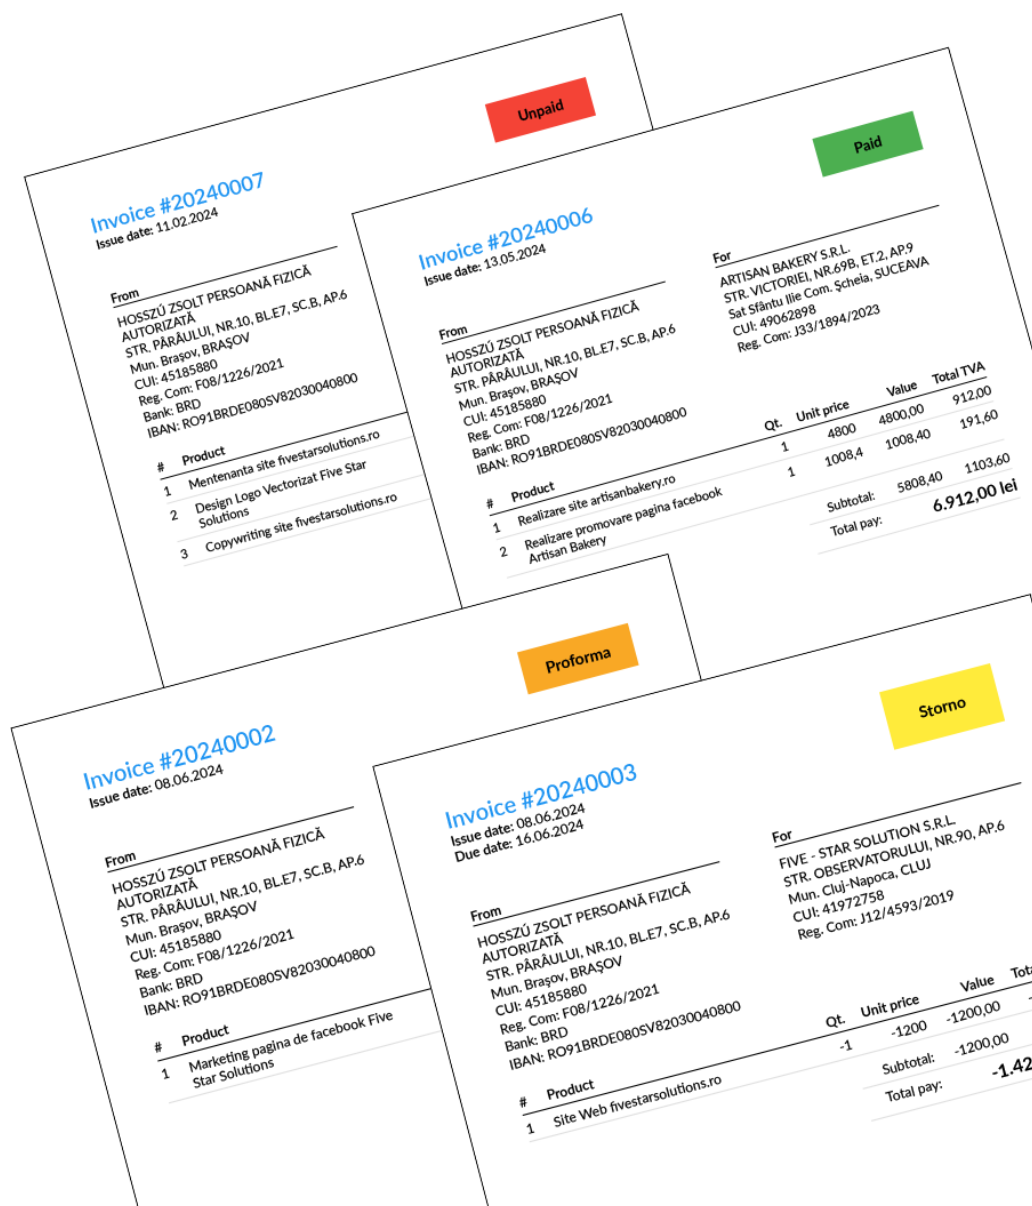 Unpaid
Invoice #20240007
Issue date: 11.02.2024
From
HOSSZÚ ZSOLT PERSOANĂ FIZICĂ
AUTORIZATĂ
STR. PÂRÂULUI, NR.10, BL.E7, SC.B, AP.6
Mun. Braşov, BRAŞOV
CUI: 45185880
Reg. Com: F08/1226/2021
Bank: BRD
IBAN: RO91BRDE080SV82030040800
# Product
1 Mentenanta site fivestarsolutions.ro
2 Design Logo Vectorizat Five Star
Solutions
3 Copywriting site fivestarsolutions.ro
Paid
Invoice #20240006
Issue date: 13.05.2024
From
HOSSZÚ ZSOLT PERSOANĂ FIZICĂ
AUTORIZATĂ
STR. PÂRÂULUI, NR.10, BL.E7, SC.B, AP.6
Mun. Braşov, BRAŞOV
CUI: 45185880
Reg. Com: F08/1226/2021
Bank: BRD
IBAN: RO91BRDE080SV82030040800
For
ARTISAN BAKERY S.R.L.
STR. VICTORIEI, NR.69B, ET.2, AP.9
Sat Sfântu Ilie Com. Şcheia, SUCEAVA
CUI: 49062898
Reg. Com: J33/1894/2023
# Product Qt. Unit price Value Total TVA
1 Realizare site artisanbakery.ro 1 4800 4800,00 912,00
2 Realizare promovare pagina facebook 1 1008,4 1008,40 191,60
Artisan Bakery
Subtotal: 5808,40 1103,60
Total pay: 6.912,00 lei
Proforma
Invoice #20240002
Issue date: 08.06.2024
From
HOSSZÚ ZSOLT PERSOANĂ FIZICĂ
AUTORIZATĂ
STR. PÂRÂULUI, NR.10, BL.E7, SC.B, AP.6
Mun. Braşov, BRAŞOV
CUI: 45185880
Reg. Com: F08/1226/2021
Bank: BRD
IBAN: RO91BRDE080SV82030040800
# Product
1 Marketing pagina de facebook Five
Star Solutions
Storno
Invoice #20240003
Issue date: 08.06.2024
Due date: 16.06.2024
From
HOSSZÚ ZSOLT PERSOANĂ FIZICĂ
AUTORIZATĂ
STR. PÂRÂULUI, NR.10, BL.E7, SC.B, AP.6
Mun. Braşov, BRAŞOV
CUI: 45185880
Reg. Com: F08/1226/2021
Bank: BRD
IBAN: RO91BRDE080SV82030040800
For
FIVE - STAR SOLUTION S.R.L
STR. OBSERVATORULUI, NR.90, AP.6
Mun. Cluj-Napoca, CLUJ
CUI: 41972758
Reg. Com: J12/4593/2019
# Product Qt. Unit price Value
1 Site Web fivestarsolutions.ro -1 -1200 -1200,00
Subtotal: -1200,00
Total pay: